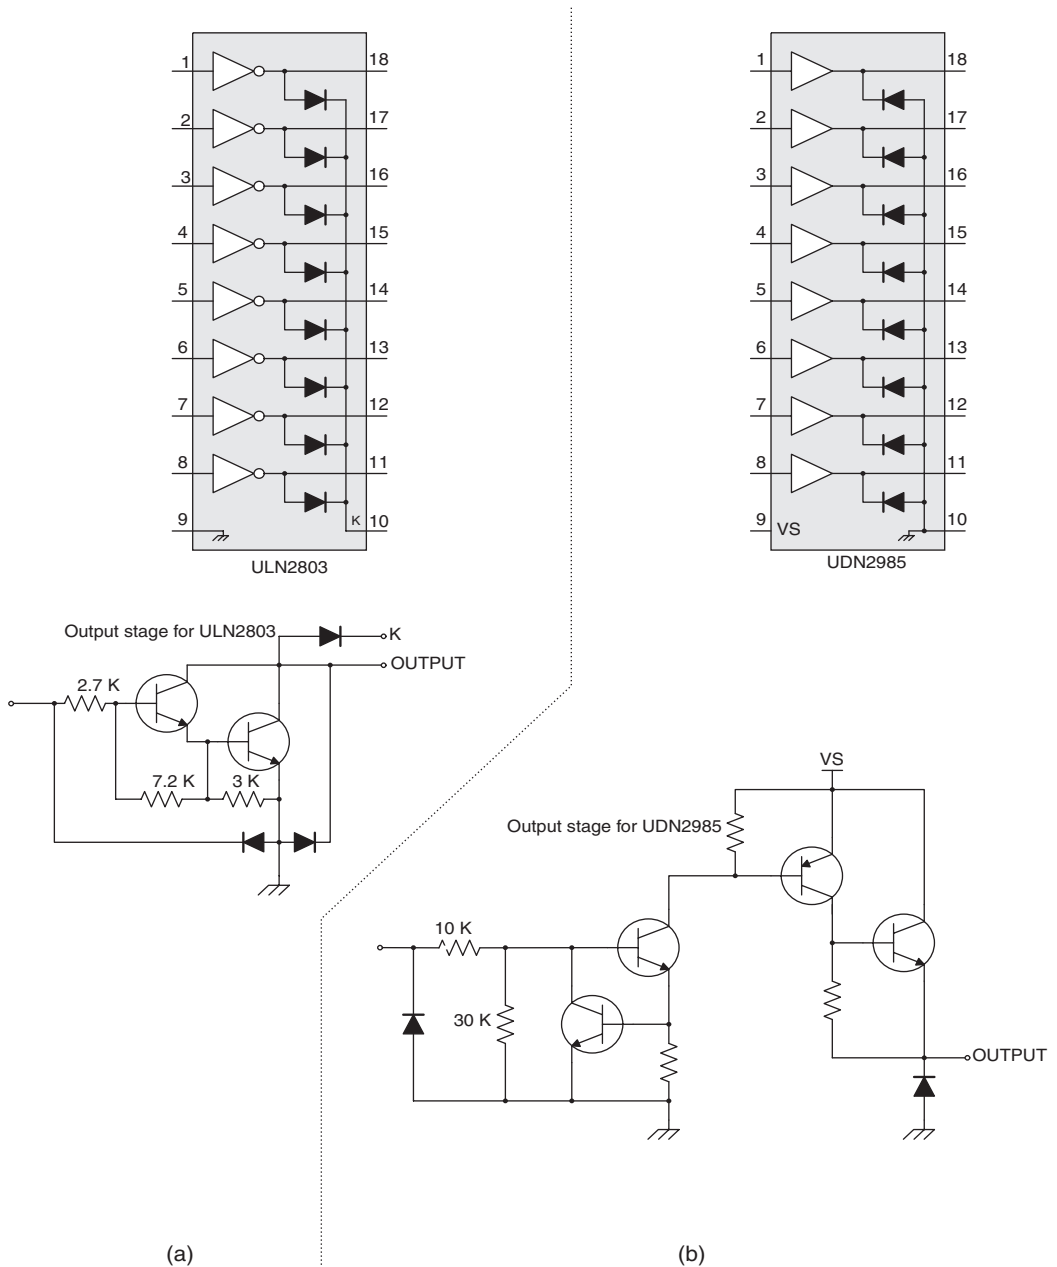 1 18
2 17
3 16
4 15
5 14
6 13
7 12
8 11
9 K 10
ULN2803
Output stage for ULN2803
K
OUTPUT
2.7 K
7.2 K 3 K
(a)
1 18
2 17
3 16
4 15
5 14
6 13
7 12
8 11
9 VS 10
UDN2985
VS
Output stage for UDN2985
10 K
30 K
OUTPUT
(b)